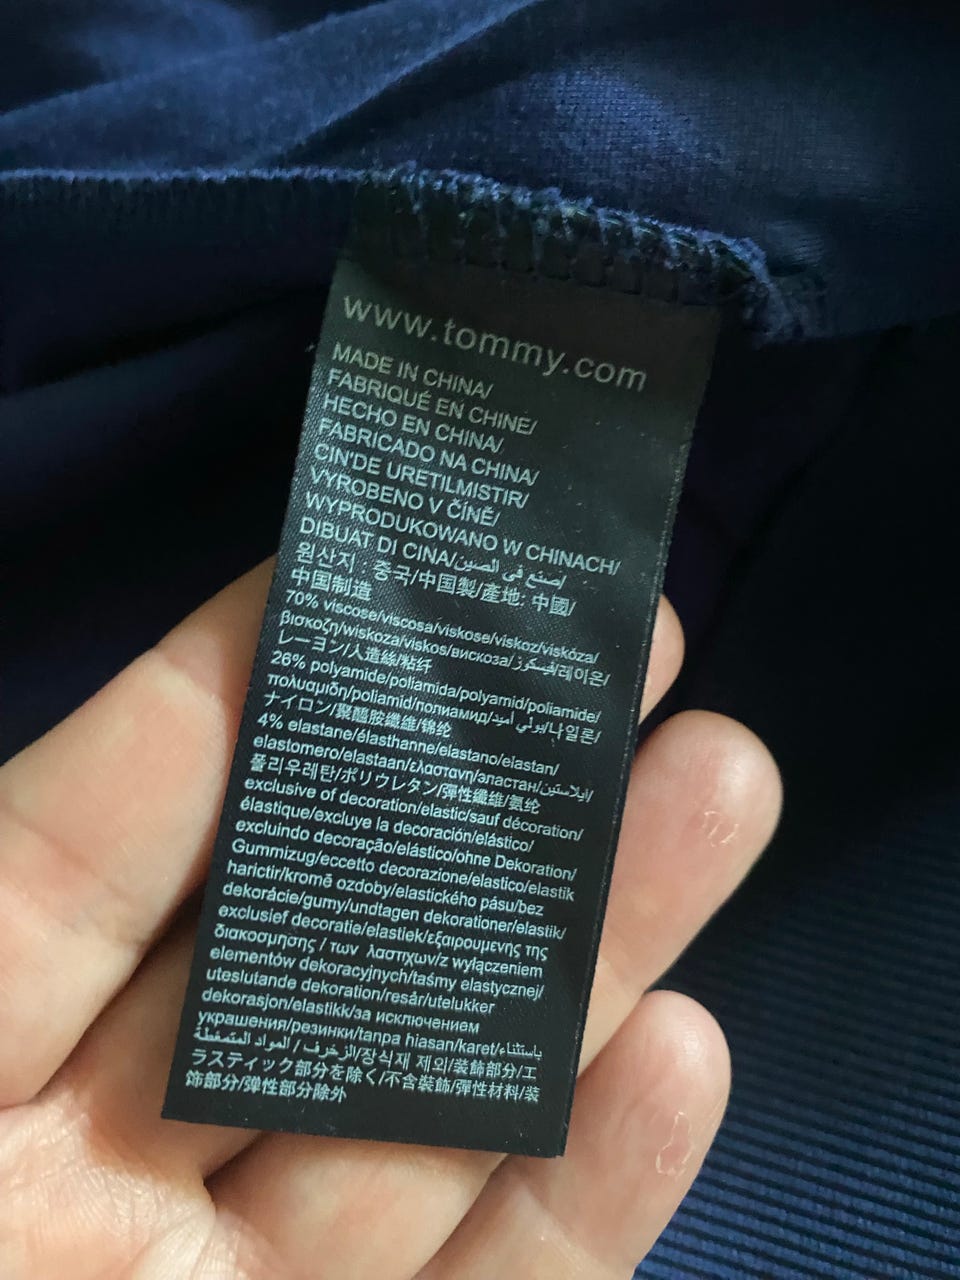 www.tommy.com
MADE IN CHINA/
FABRIQUÉ EN CHINE/
HECHO EN CHINA/
FABRICADO NA CHINA/
CIN'DE URETILMISTIR/
VYROBENO V ČÍNĚ/
WYPRODUKOWANO W CHINACH/
DIBUAT DI CINA/صنع في الصين/
원산지 : 중국/中国製/產地: 中國/
中国制造
70% viscose/viscosa/viskose/viskoz/viskóza/
βισκοζη/wiskoza/viskos/вискоза/فيسكوز/레이온/
レーヨン/人造絲/粘纤
26% polyamide/poliamida/polyamid/poliamide/
πολυαμιδη/poliamid/полиамид/بولي أميد/나일론/
ナイロン/聚醯胺纖維/锦纶
4% elastane/élasthanne/elastano/elastan/
elastomero/elastaan/ελαστανη/эластан/ايلاستين/
폴리우레탄/ポリウレタン/彈性纖維/氨纶
exclusive of decoration/elastic/sauf décoration/
élastique/excluye la decoración/elástico/
excluindo decoração/elástico/ohne Dekoration/
Gummizug/eccetto decorazione/elastico/elastik
harictir/kromě ozdoby/elastického pásu/bez
dekorácie/gumy/undtagen dekorationer/elastik/
exclusief decoratie/elastiek/εξαιρουμενης της
διακοσμησης / των λαστιχων/z wyłączeniem
elementów dekoracyjnych/taśmy elastycznej/
uteslutande dekoration/resår/utelukker
dekorasjon/elastikk/за исключением
украшения/резинки/tanpa hiasan/karet/باستثناء
الزخرف / المواد المتمغطة/장식재 제외/装飾部分/エ
ラスティック部分を除く/不含裝飾/彈性材料/装
饰部分/弹性部分除外